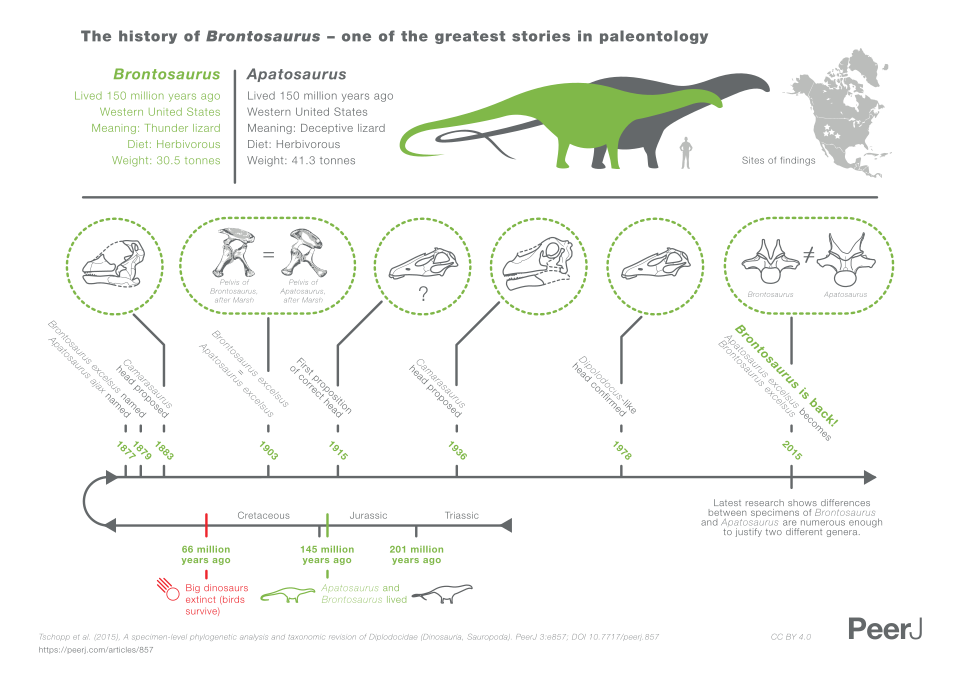 The history of Brontosaurus – one of the greatest stories in paleontology
Brontosaurus
Lived 150 million years ago
Western United States
Meaning: Thunder lizard
Diet: Herbivorous
Weight: 30.5 tonnes
Apatosaurus
Lived 150 million years ago
Western United States
Meaning: Deceptive lizard
Diet: Herbivorous
Weight: 41.3 tonnes
Sites of findings
Pelvis of
Brontosaurus,
after Marsh
=
Pelvis of
Apatosaurus,
after Marsh
?
≠
Brontosaurus
Apatosaurus
Apatosaurus ajax named
Brontosaurus excelsus named
Camarasaurus
head proposed
Brontosaurus excelsus
=
Apatosaurus excelsus
First proposition
of correct head
Camarasaurus
head proposed
Diplodocus-like
head confirmed
Brontosaurus is back!
Apatosaurus excelsus becomes
Brontosaurus excelsus
1877
1879
1883
1903
1915
1936
1978
2015
Latest research shows differences
between specimens of Brontosaurus
and Apatosaurus are numerous enough
to justify two different genera.
Cretaceous
Jurassic
Triassic
66 million
years ago
145 million
years ago
201 million
years ago
Big dinosaurs
extinct (birds
survive)
Apatosaurus and
Brontosaurus lived
Tschopp et al. (2015), A specimen-level phylogenetic analysis and taxonomic revision of Diplodocidae (Dinosauria, Sauropoda). PeerJ 3:e857; DOI 10.7717/peerj.857
https://peerj.com/articles/857
CC BY 4.0
PeerJ